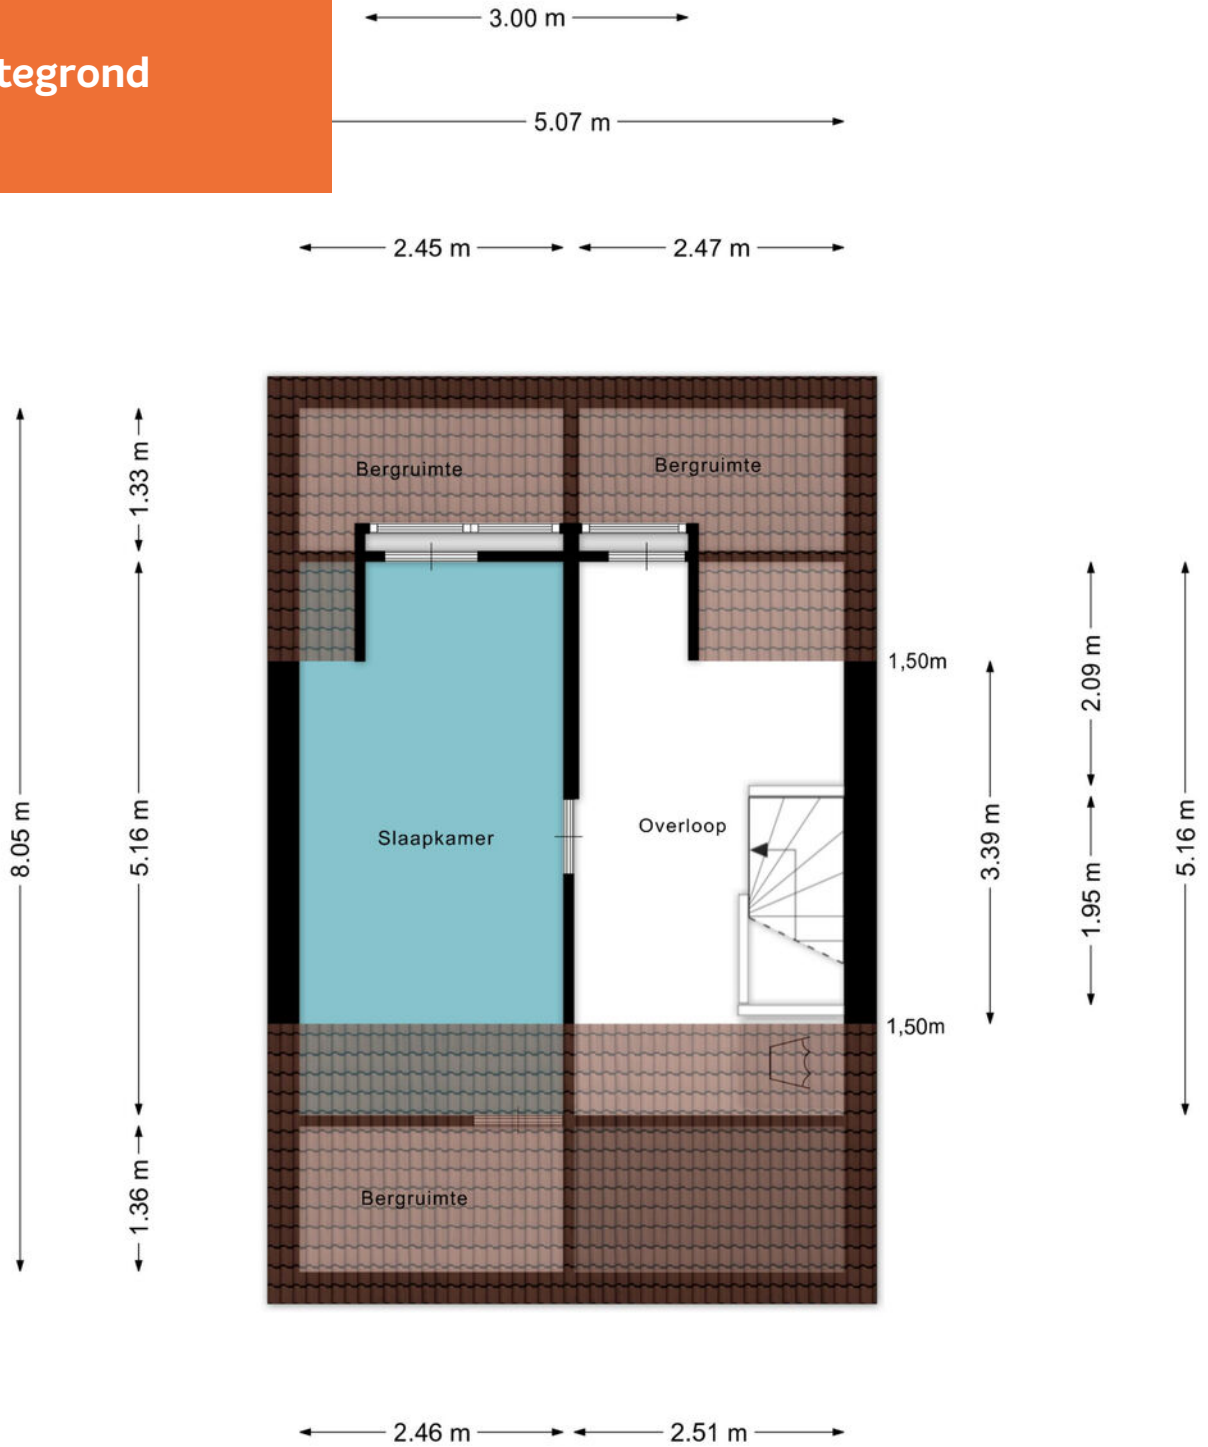 3.00 m
tegrond
5.07 m
2.45 m
2.47 m
Bergruimte
Bergruimte
1.33 m
1,50m
2.09 m
8.05 m
5.16 m
Slaapkamer
Overloop
3.39 m
5.16 m
1.95 m
1,50m
1.36 m
Bergruimte
2.46 m
2.51 m